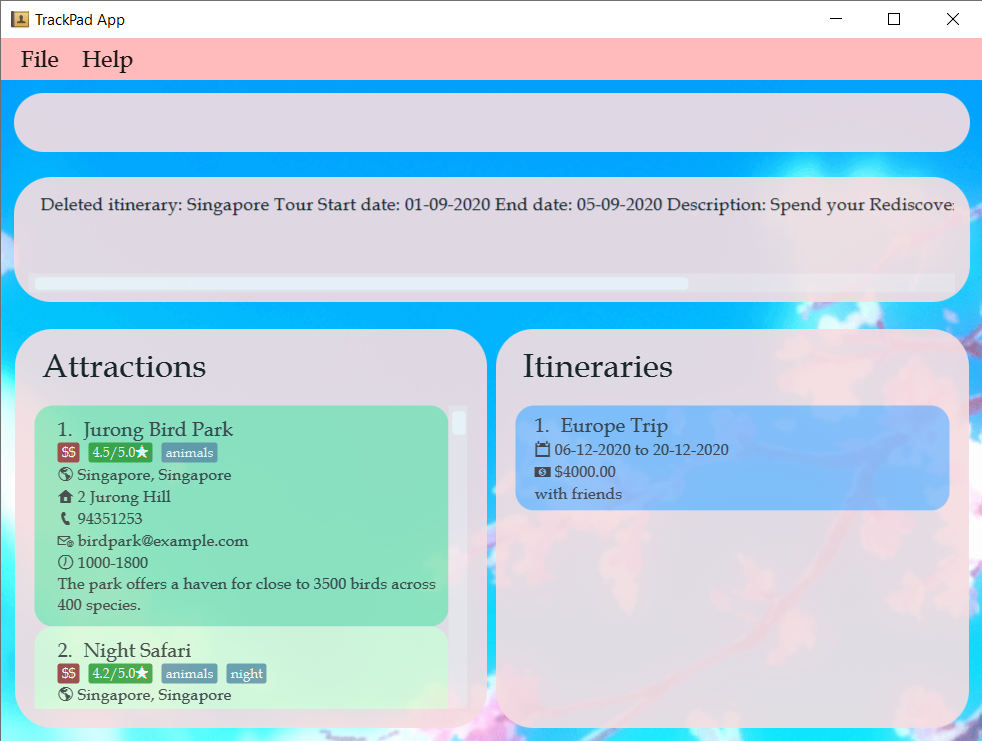 TrackPad App
File Help
Deleted itinerary: Singapore Tour Start date: 01-09-2020 End date: 05-09-2020 Description: Spend your
Attractions
1. Jurong Bird Park
$$ 4.5/5.0★ animals
Singapore, Singapore
2 Jurong Hill
94351253
birdpark@example.com
1000-1800
The park offers a haven for close to 3500 birds across
400 species.
2. Night Safari
$$ 4.2/5.0★ animals night
Singapore, Singapore
Itineraries
1. Europe Trip
06-12-2020 to 20-12-2020
$4000.00
with friends